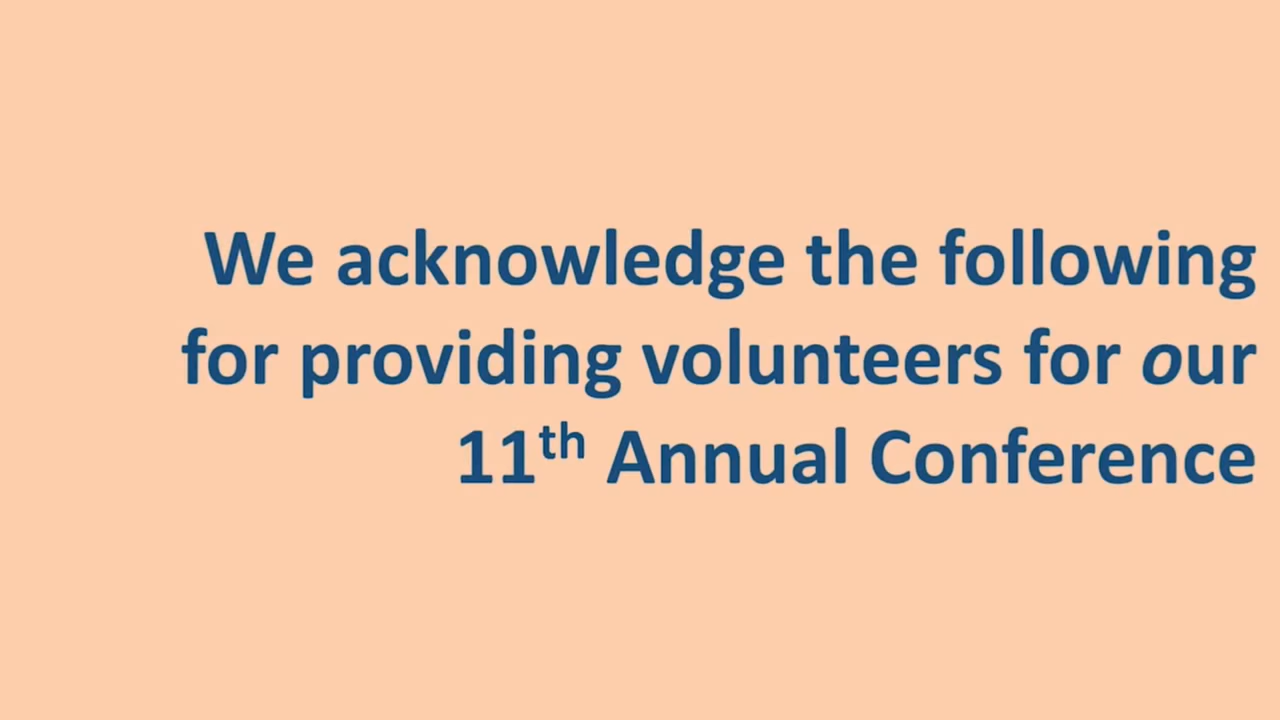 We acknowledge the following
for providing volunteers for our
11th Annual Conference